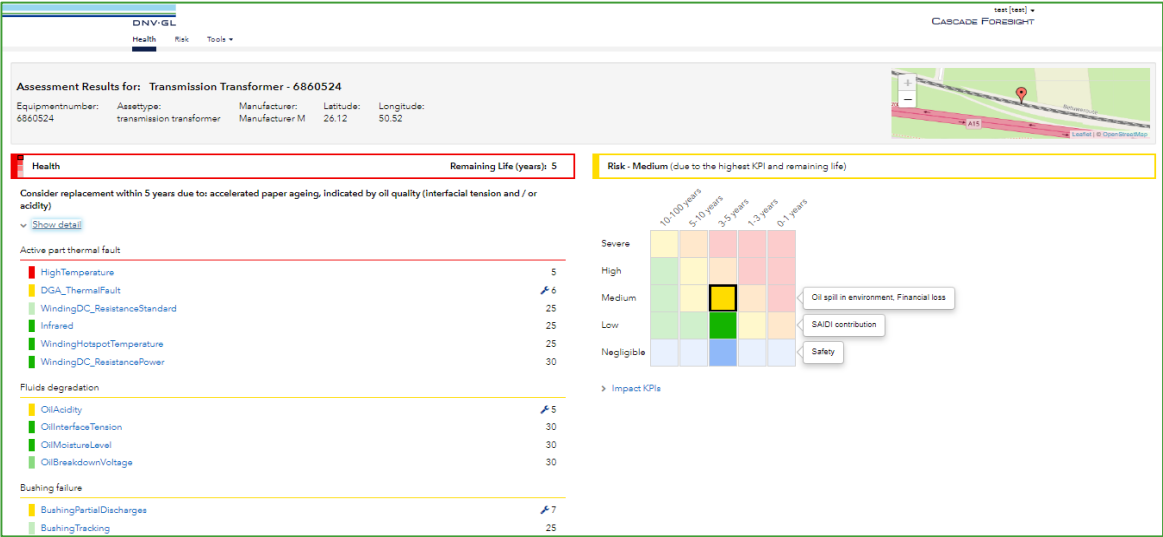 DNV·GL
test [test]
CASCADE FORESIGHT
Health Risk Tools
Assessment Results for: Transmission Transformer - 6860524
Equipmentnumber: Assettype: Manufacturer: Latitude: Longitude:
6860524 transmission transformer Manufacturer M 26.12 50.52
+
−
A15
Leaflet | © OpenStreetMap
Health Remaining Life (years): 5
Consider replacement within 5 years due to: accelerated paper ageing, indicated by oil quality (interfacial tension and / or
acidity)
Show detail
Active part thermal fault
HighTemperature 5
DGA_ThermalFault 6
WindingDC_ResistanceStandard 25
Infrared 25
WindingHotspotTemperature 25
WindingDC_ResistancePower 30
Fluids degradation
OilAcidity 5
OilInterfaceTension 30
OilMoistureLevel 30
OilBreakdownVoltage 30
Bushing failure
BushingPartialDischarges 7
BushingTracking 25
Risk - Medium (due to the highest KPI and remaining life)
10-100 years 5-10 years 3-5 years 1-3 years 0-1 years
Severe
High
Medium Oil spill in environment, Financial loss
Low SAIDI contribution
Negligible Safety
Impact KPIs